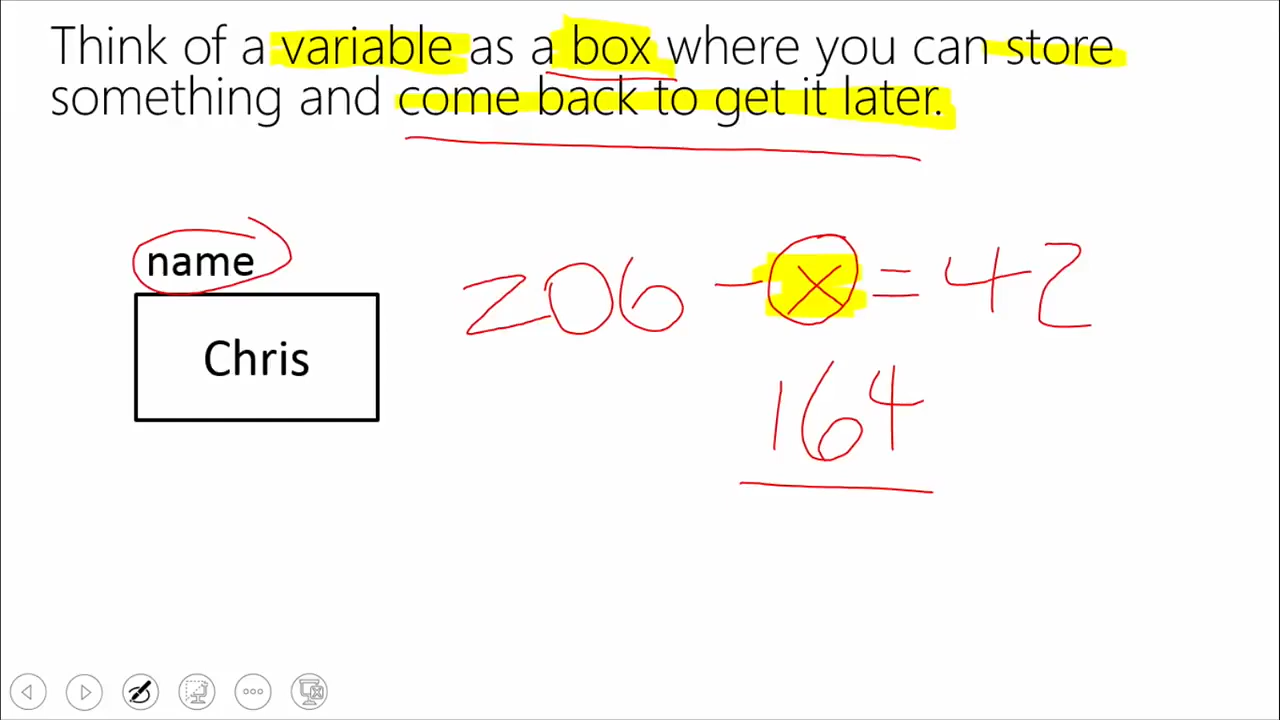 Think of a variable as a box where you can store
something and come back to get it later.
name
Chris
206 - x = 42
164